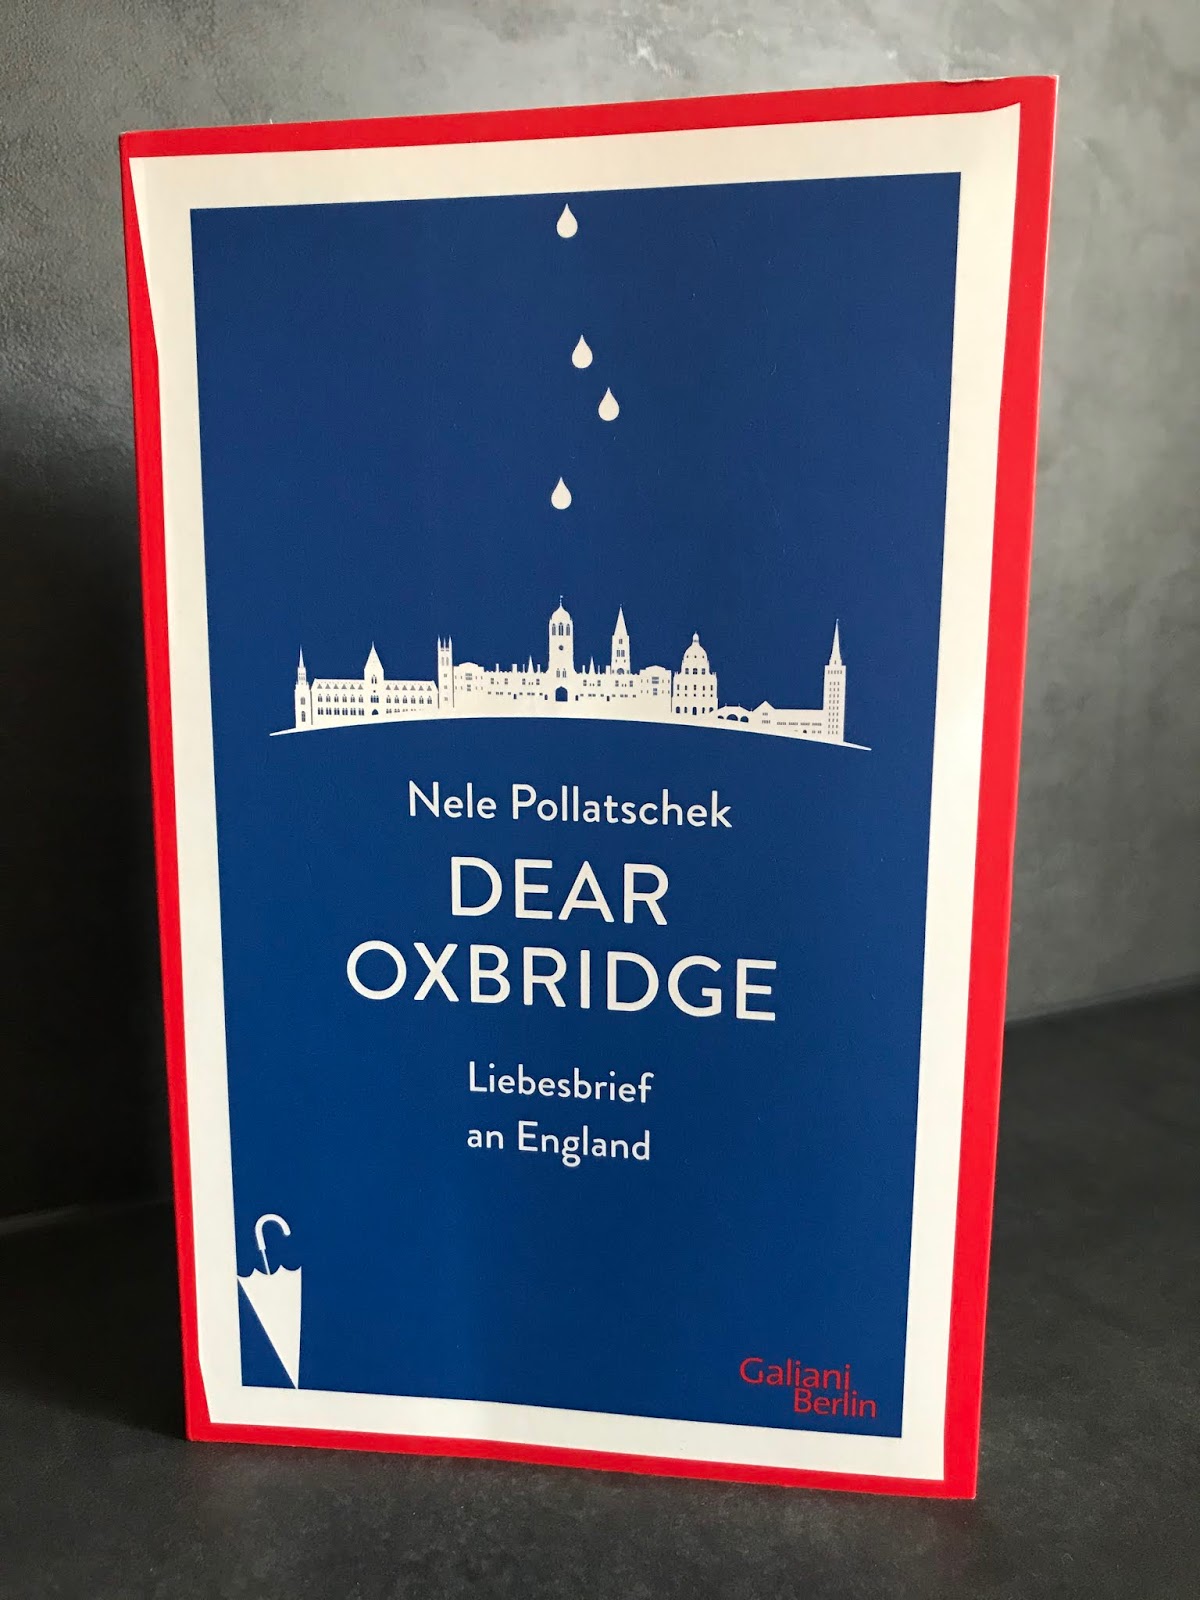 Nele Pollatschek
DEAR
OXBRIDGE
Liebesbrief
an England
Galiani
Berlin